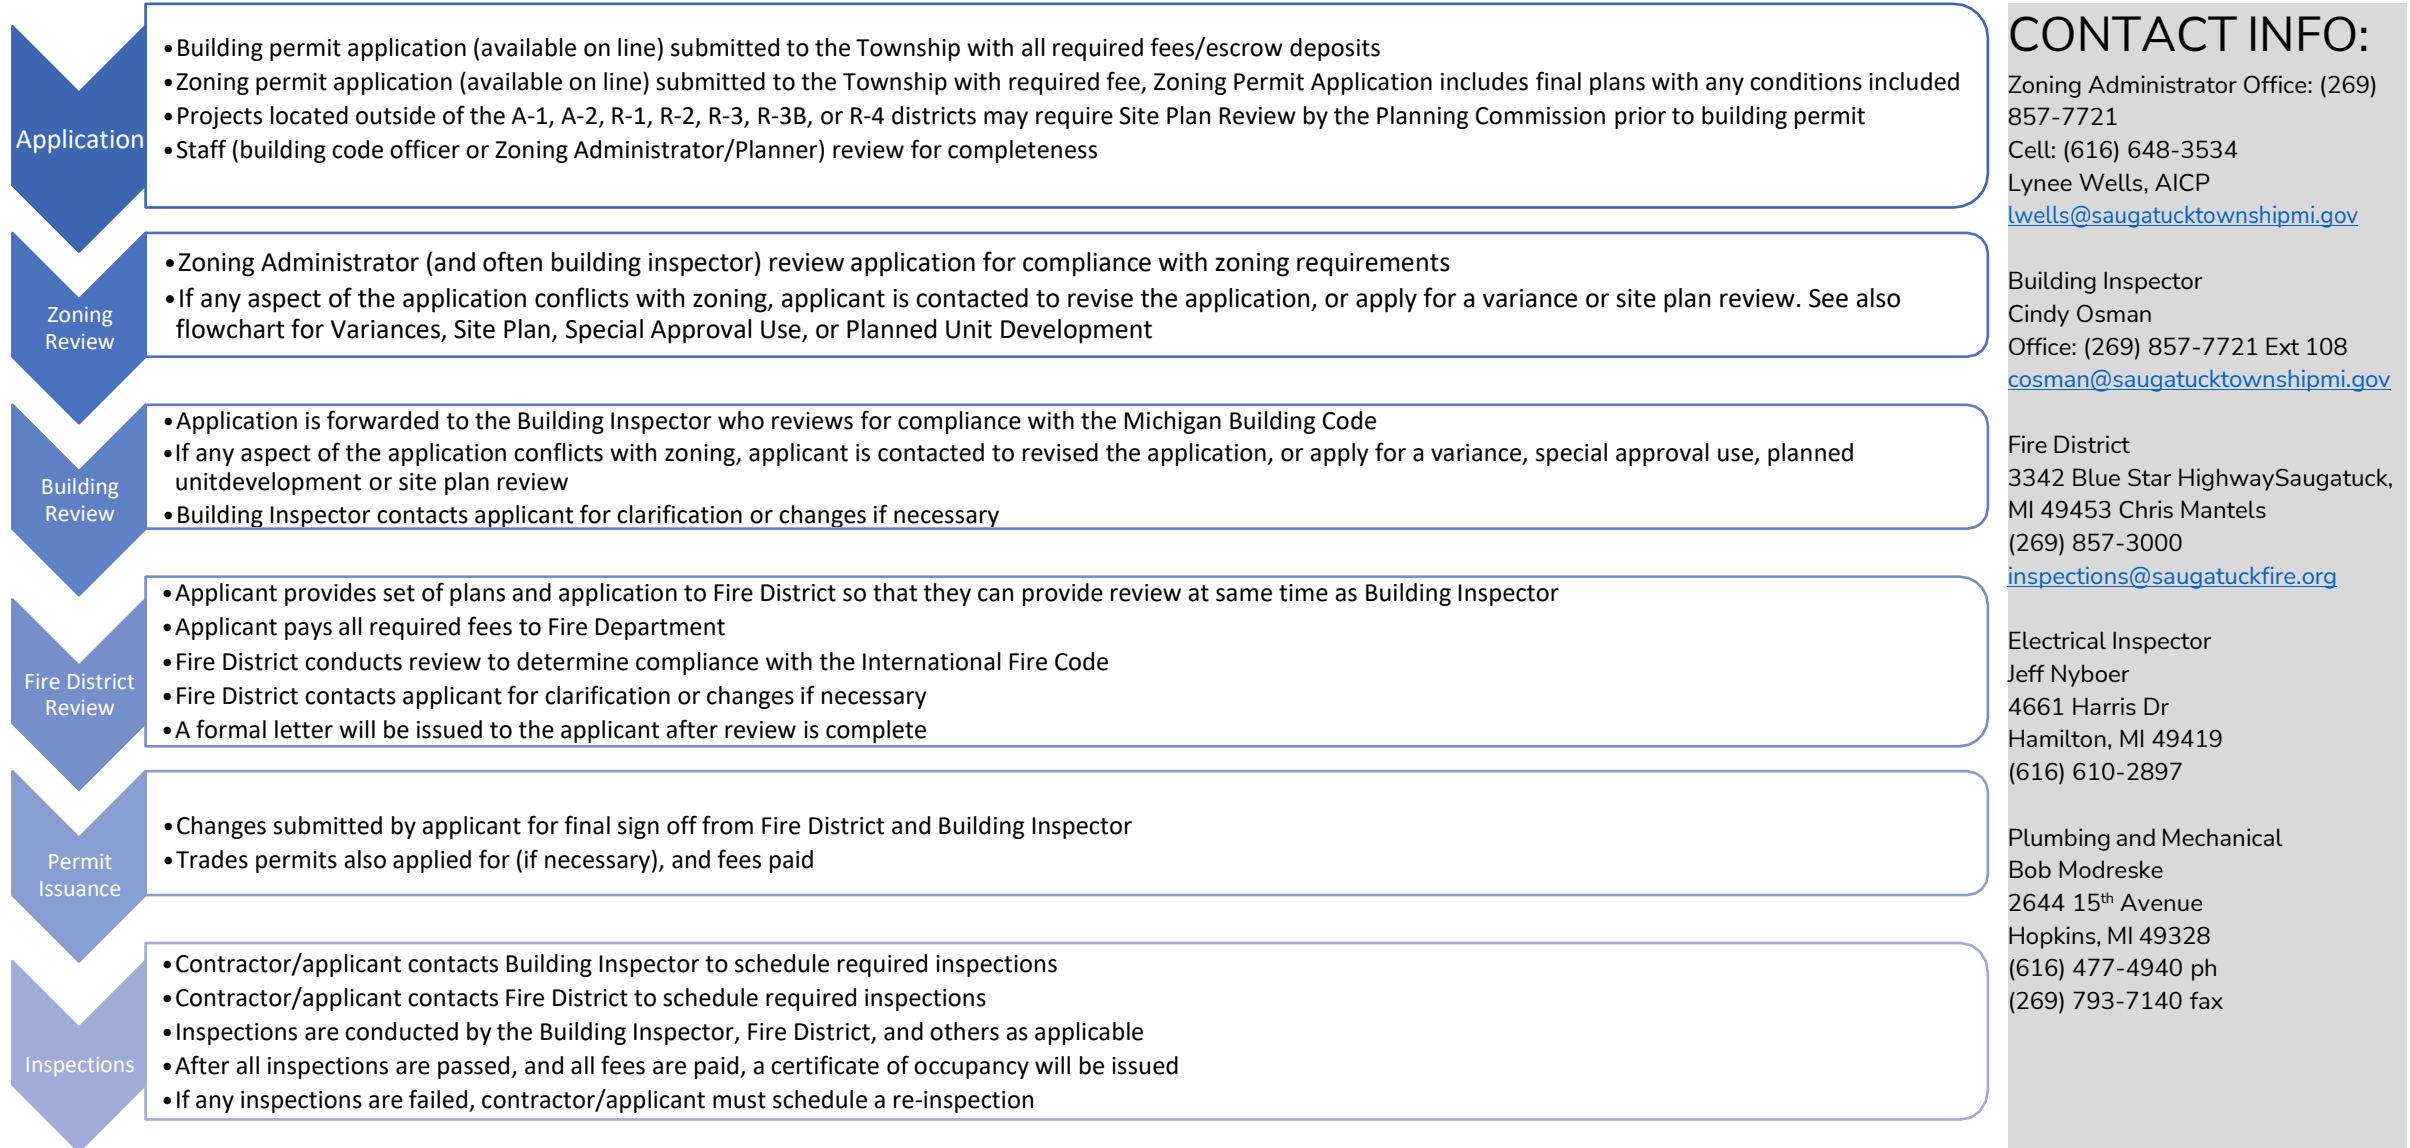 Application
•Building permit application (available on line) submitted to the Township with all required fees/escrow deposits
•Zoning permit application (available on line) submitted to the Township with required fee, Zoning Permit Application includes final plans with any conditions included
•Projects located outside of the A-1, A-2, R-1, R-2, R-3, R-3B, or R-4 districts may require Site Plan Review by the Planning Commission prior to building permit
•Staff (building code officer or Zoning Administrator/Planner) review for completeness
Zoning
Review
•Zoning Administrator (and often building inspector) review application for compliance with zoning requirements
•If any aspect of the application conflicts with zoning, applicant is contacted to revise the application, or apply for a variance or site plan review. See also
flowchart for Variances, Site Plan, Special Approval Use, or Planned Unit Development
Building
Review
•Application is forwarded to the Building Inspector who reviews for compliance with the Michigan Building Code
•If any aspect of the application conflicts with zoning, applicant is contacted to revised the application, or apply for a variance, special approval use, planned
unitdevelopment or site plan review
•Building Inspector contacts applicant for clarification or changes if necessary
Fire District
Review
•Applicant provides set of plans and application to Fire District so that they can provide review at same time as Building Inspector
•Applicant pays all required fees to Fire Department
•Fire District conducts review to determine compliance with the International Fire Code
•Fire District contacts applicant for clarification or changes if necessary
•A formal letter will be issued to the applicant after review is complete
Permit
Issuance
•Changes submitted by applicant for final sign off from Fire District and Building Inspector
•Trades permits also applied for (if necessary), and fees paid
Inspections
•Contractor/applicant contacts Building Inspector to schedule required inspections
•Contractor/applicant contacts Fire District to schedule required inspections
•Inspections are conducted by the Building Inspector, Fire District, and others as applicable
•After all inspections are passed, and all fees are paid, a certificate of occupancy will be issued
•If any inspections are failed, contractor/applicant must schedule a re-inspection
CONTACT INFO:
Zoning Administrator Office: (269)
857-7721
Cell: (616) 648-3534
Lynee Wells, AICP
lwells@saugatucktownshipmi.gov
Building Inspector
Cindy Osman
Office: (269) 857-7721 Ext 108
cosman@saugatucktownshipmi.gov
Fire District
3342 Blue Star HighwaySaugatuck,
MI 49453 Chris Mantels
(269) 857-3000
inspections@saugatuckfire.org
Electrical Inspector
Jeff Nyboer
4661 Harris Dr
Hamilton, MI 49419
(616) 610-2897
Plumbing and Mechanical
Bob Modreske
2644 15th Avenue
Hopkins, MI 49328
(616) 477-4940 ph
(269) 793-7140 fax